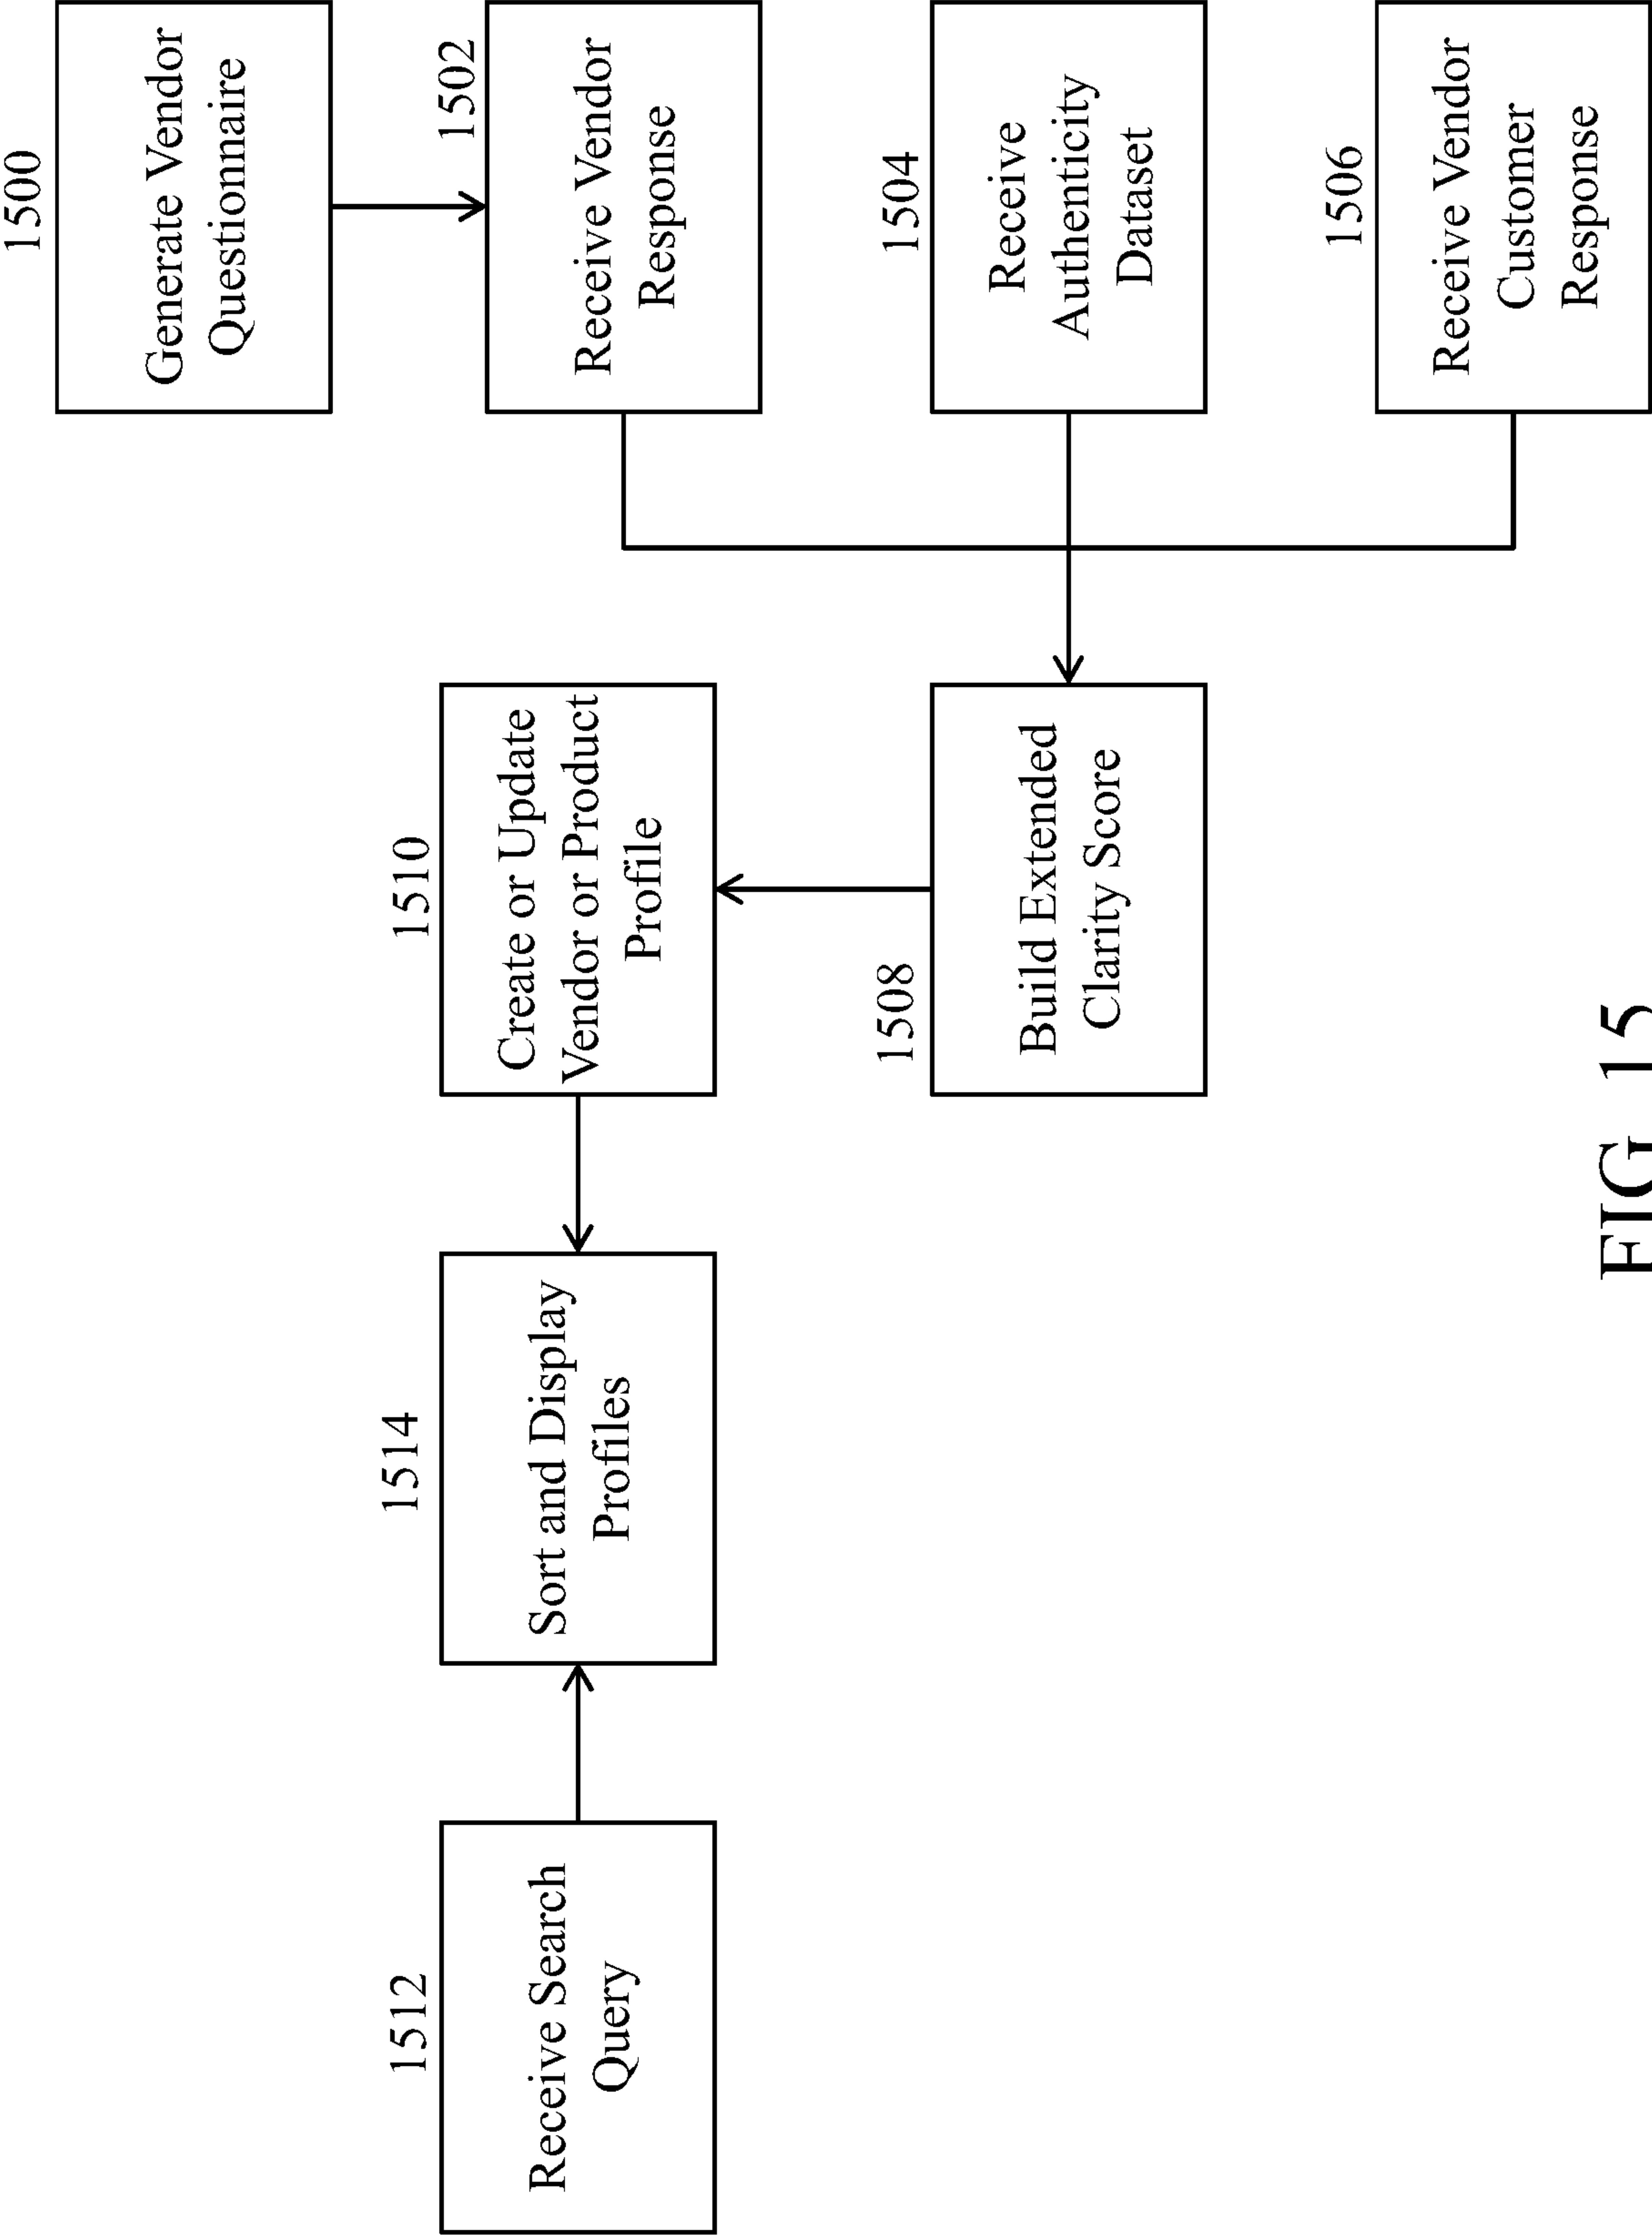 1500
Generate Vendor
Questionnaire
1502
Receive Vendor
Response
1504
Receive
Authenticity
Dataset
1506
Receive Vendor
Customer
Response
1508
Build Extended
Clarity Score
1510
Create or Update
Vendor or Product
Profile
1512
Receive Search
Query
1514
Sort and Display
Profiles
FIG. 15